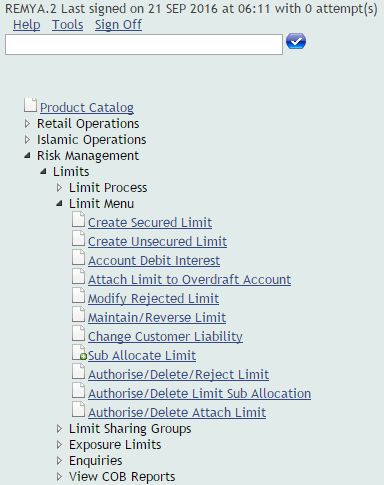 REMYA.2 Last signed on 21 SEP 2016 at 06:11 with 0 attempt(s)
Help Tools Sign Off
Product Catalog
Retail Operations
Islamic Operations
Risk Management
Limits
Limit Process
Limit Menu
Create Secured Limit
Create Unsecured Limit
Account Debit Interest
Attach Limit to Overdraft Account
Modify Rejected Limit
Maintain/Reverse Limit
Change Customer Liability
Sub Allocate Limit
Authorise/Delete/Reject Limit
Authorise/Delete Limit Sub Allocation
Authorise/Delete Attach Limit
Limit Sharing Groups
Exposure Limits
Enquiries
View COB Reports